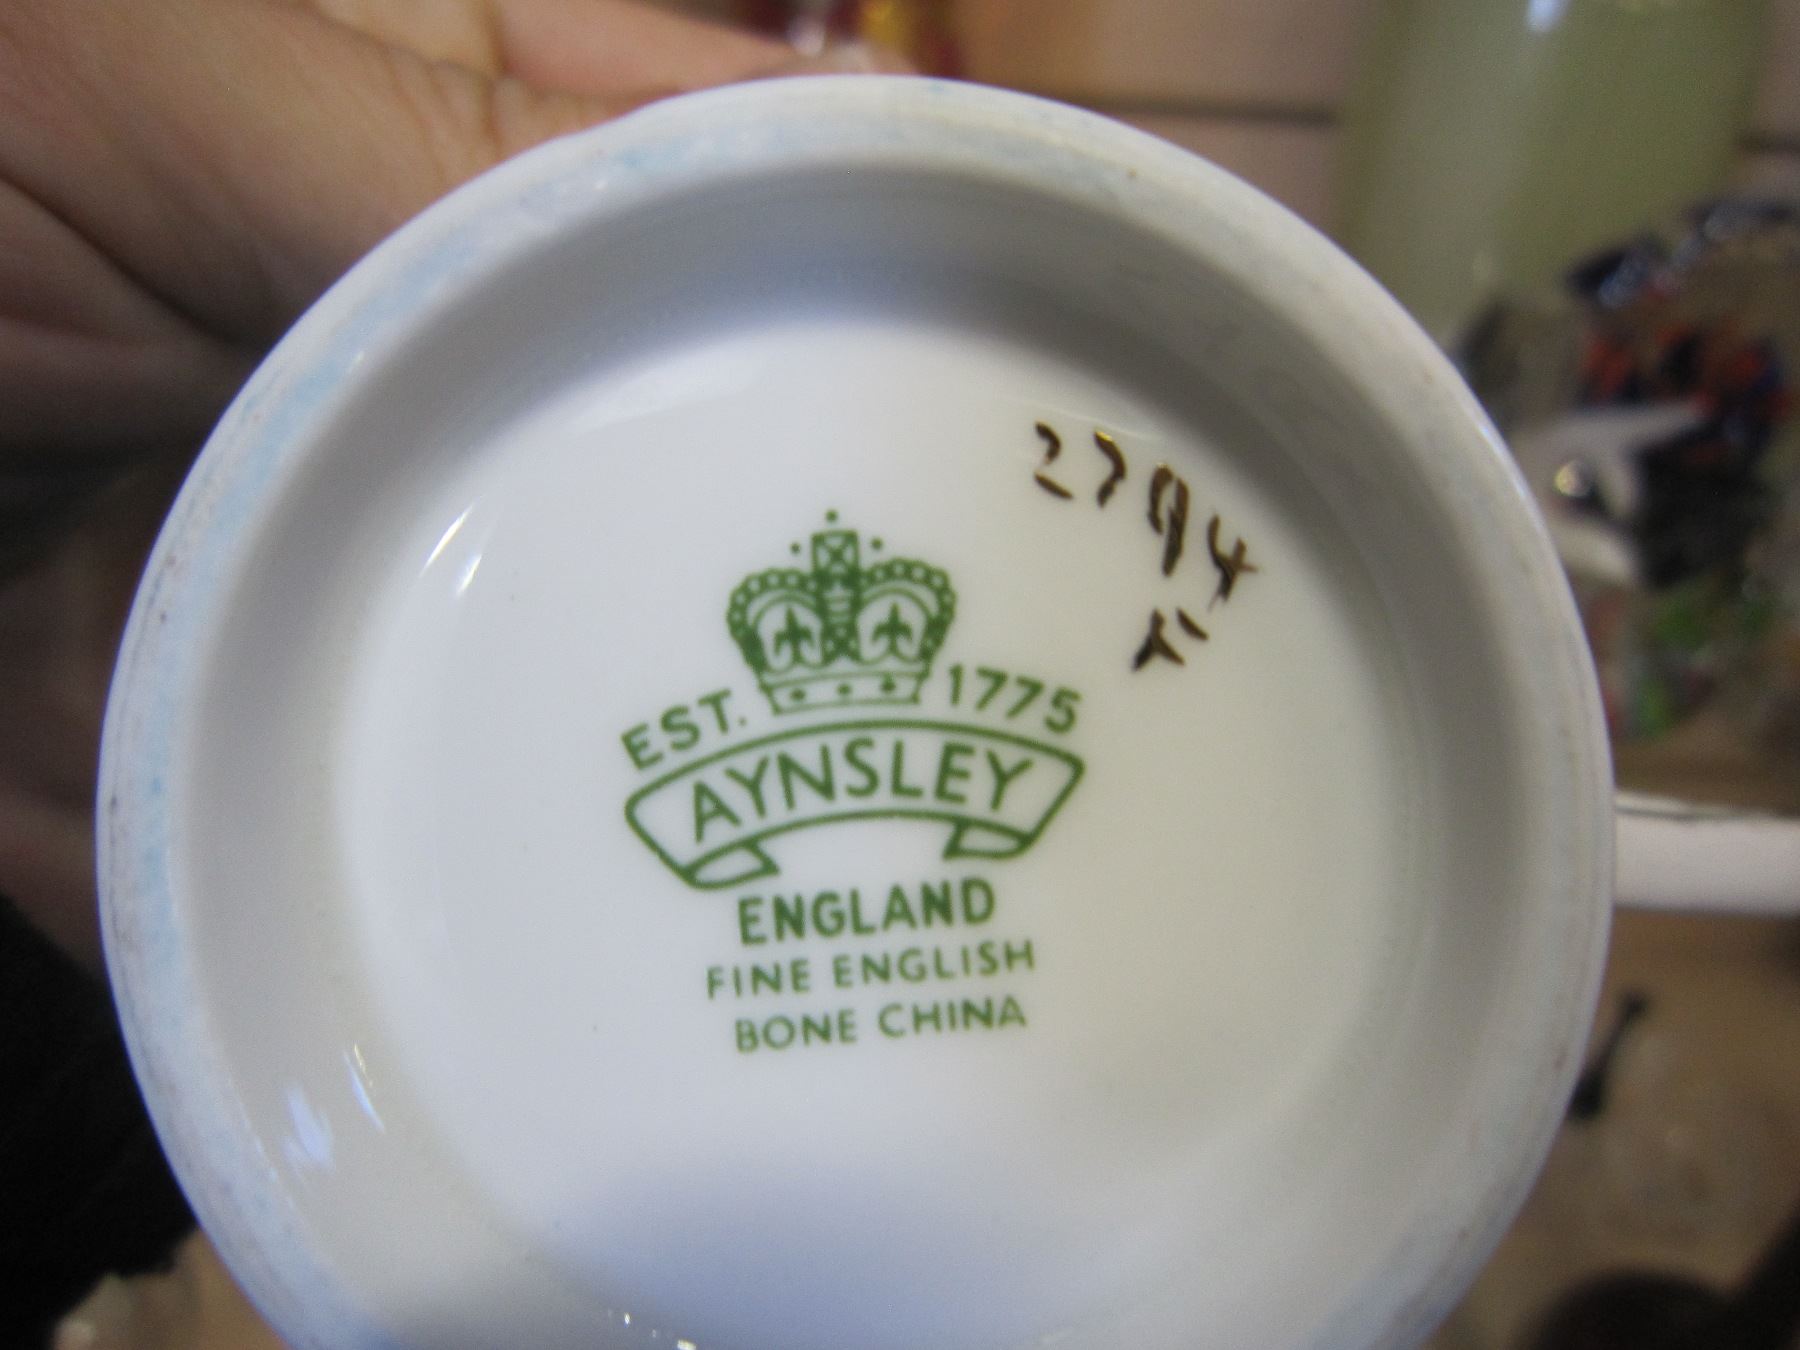 2794
EST. 1775
AYNSLEY
ENGLAND
FINE ENGLISH
BONE CHINA